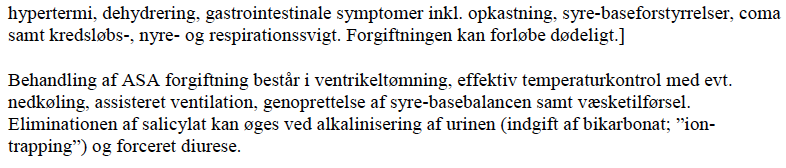 hypertermi, dehydrering, gastrointestinale symptomer inkl. opkastning, syre-baseforstyrrelser, coma
samt kredsløbs-, nyre- og respirationssvigt. Forgiftningen kan forløbe dødeligt.]
Behandling af ASA forgiftning består i ventrikeltømning, effektiv temperaturkontrol med evt.
nedkøling, assisteret ventilation, genoprettelse af syre-basebalancen samt væsketilførsel.
Eliminationen af salicylat kan øges ved alkalinisering af urinen (indgift af bikarbonat; ”ion-
trapping”) og forceret diurese.